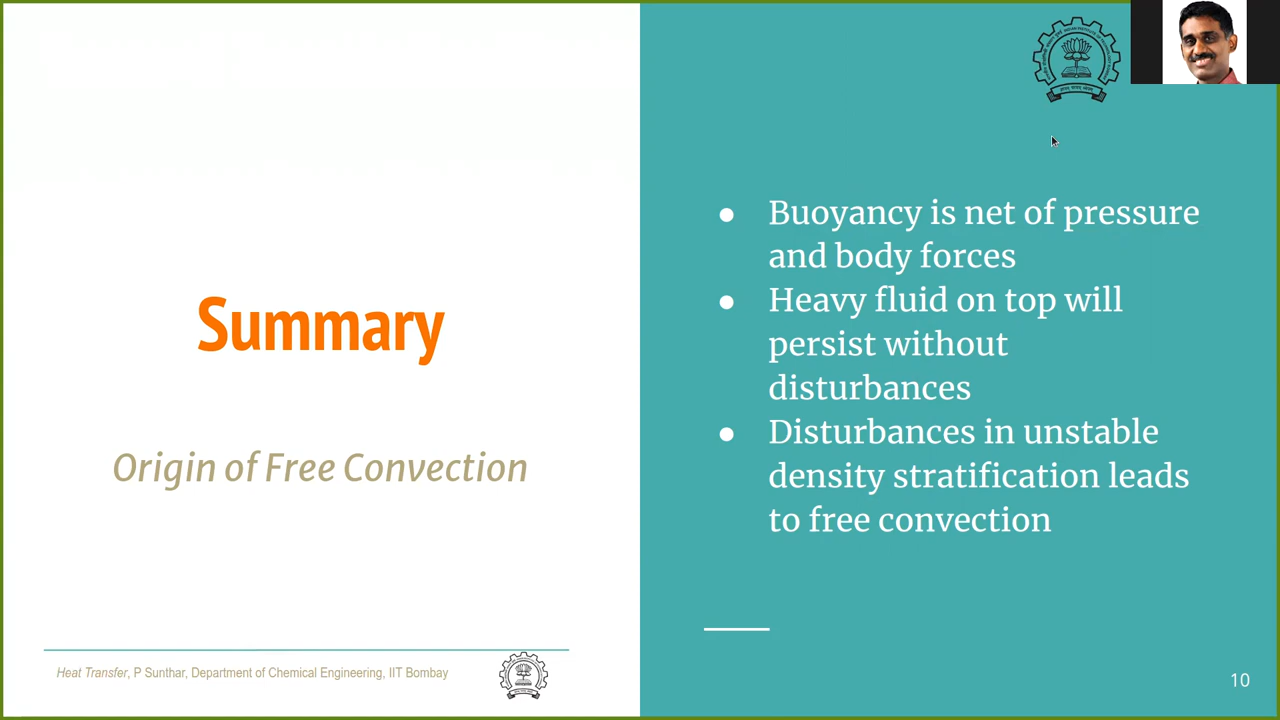 Summary
Origin of Free Convection
Heat Transfer, P Sunthar, Department of Chemical Engineering, IIT Bombay
● Buoyancy is net of pressure
and body forces
● Heavy fluid on top will
persist without
disturbances
● Disturbances in unstable
density stratification leads
to free convection
10